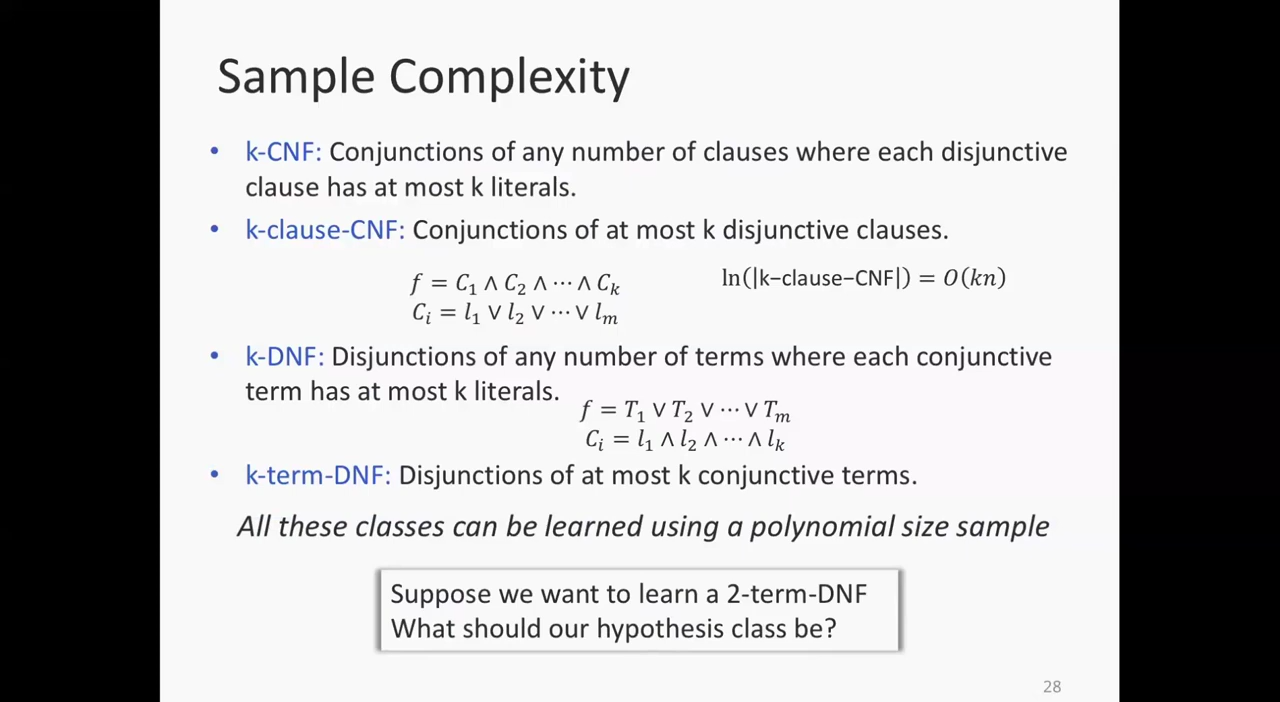 Sample Complexity
• k-CNF: Conjunctions of any number of clauses where each disjunctive
clause has at most k literals.
• k-clause-CNF: Conjunctions of at most k disjunctive clauses.
f = C₁ ∧ C₂ ∧ ⋯ ∧ Cₖ
ln(|k−clause−CNF|) = O(kn)
Cᵢ = l₁ ∨ l₂ ∨ ⋯ ∨ lₘ
• k-DNF: Disjunctions of any number of terms where each conjunctive
term has at most k literals.
f = T₁ ∨ T₂ ∨ ⋯ ∨ Tₘ
Cᵢ = l₁ ∧ l₂ ∧ ⋯ ∧ lₖ
• k-term-DNF: Disjunctions of at most k conjunctive terms.
All these classes can be learned using a polynomial size sample
Suppose we want to learn a 2-term-DNF
What should our hypothesis class be?
28